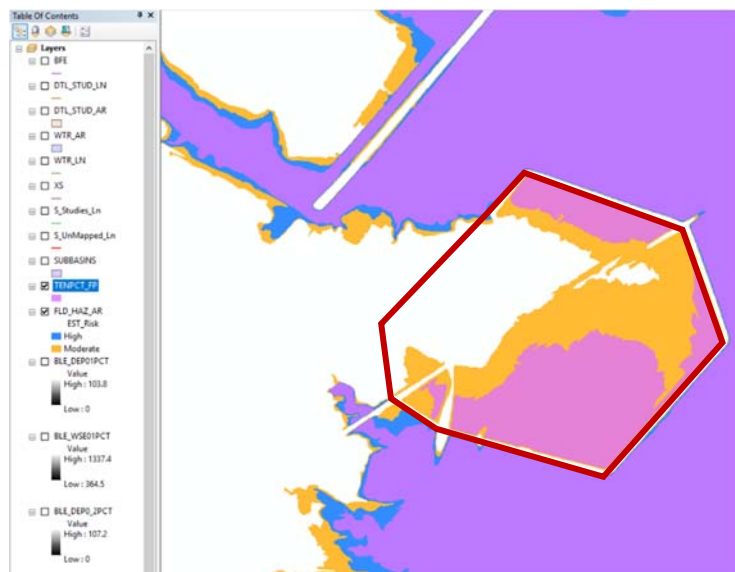 Table Of Contents
Layers
BFE
DTL_STUD_LN
DTL_STUD_AR
WTR_AR
WTR_LN
XS
S_Studies_Ln
S_UnMapped_Ln
SUBBASINS
TENPCT_FP
FLD_HAZ_AR
EST_Risk
High
Moderate
BLE_DEP01PCT
Value
High : 103.8
Low : 0
BLE_WSE01PCT
Value
High : 1337.4
Low : 364.5
BLE_DEP0_2PCT
Value
High : 107.2
Low : 0